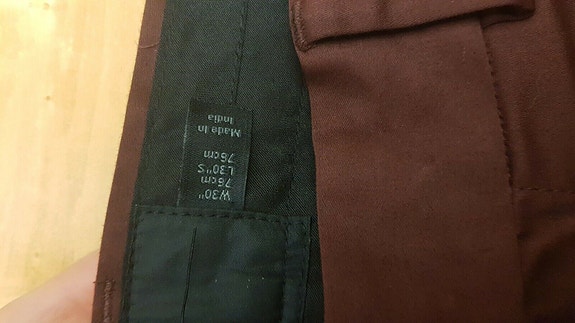 W30"
76cm
L30"S
76cm
Made In
India